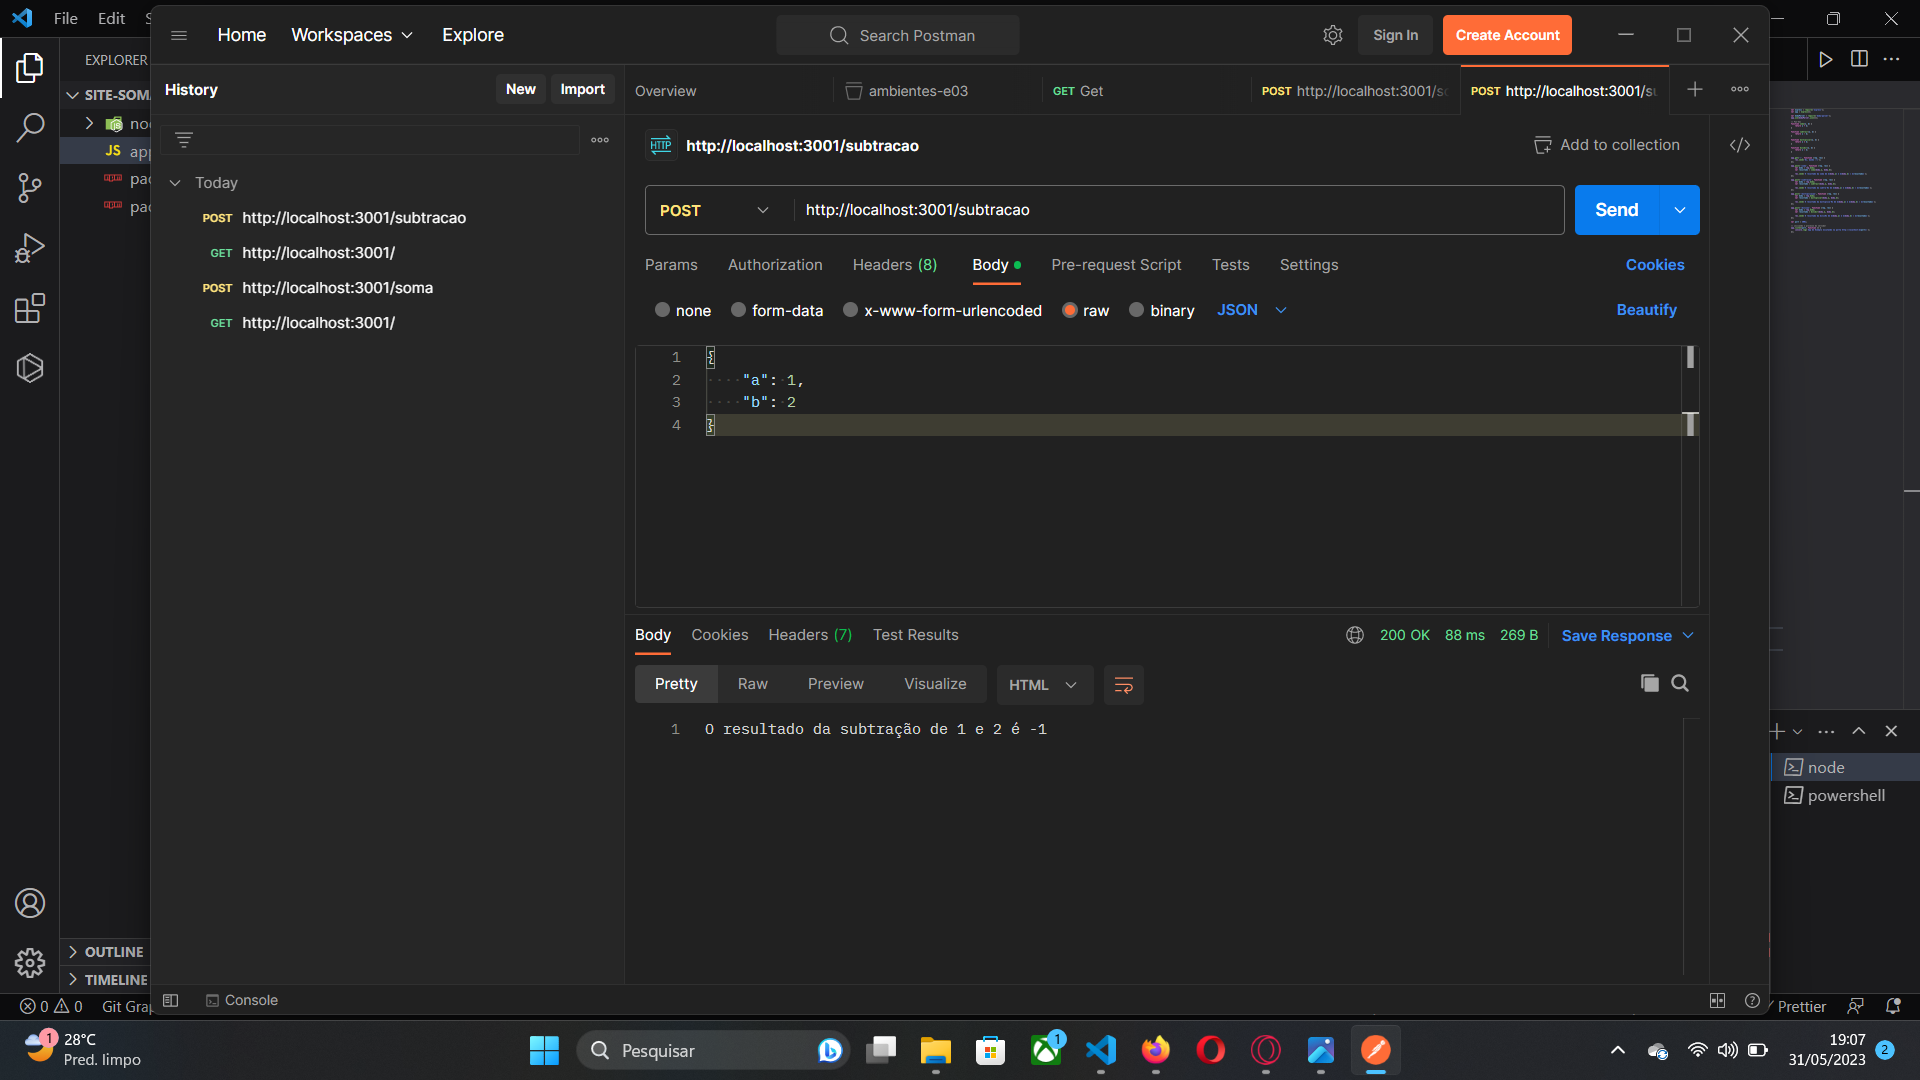 File Edit
Home Workspaces Explore
Search Postman
Sign In
Create Account
EXPLORER
History
New
Import
Overview
ambientes-e03
GET Get
POST http://localhost:3001/so
POST http://localhost:3001/su
SITE-SOM
JS app
Today
POST http://localhost:3001/subtracao
GET http://localhost:3001/
POST http://localhost:3001/soma
GET http://localhost:3001/
HTTP http://localhost:3001/subtracao
Add to collection
</>
POST http://localhost:3001/subtracao
Send
Params Authorization Headers (8) Body Pre-request Script Tests Settings
Cookies
none form-data x-www-form-urlencoded raw binary JSON
Beautify
1 {
2 "a": 1,
3 "b": 2
4 }
Body Cookies Headers (7) Test Results
200 OK 88 ms 269 B Save Response
Pretty Raw Preview Visualize HTML
1 O resultado da subtração de 1 e 2 é -1
node
powershell
OUTLINE
TIMELINE
0 0 Git Gra
Console
Prettier
1 28°C
Pred. limpo
Pesquisar
1
19:07
31/05/2023
2